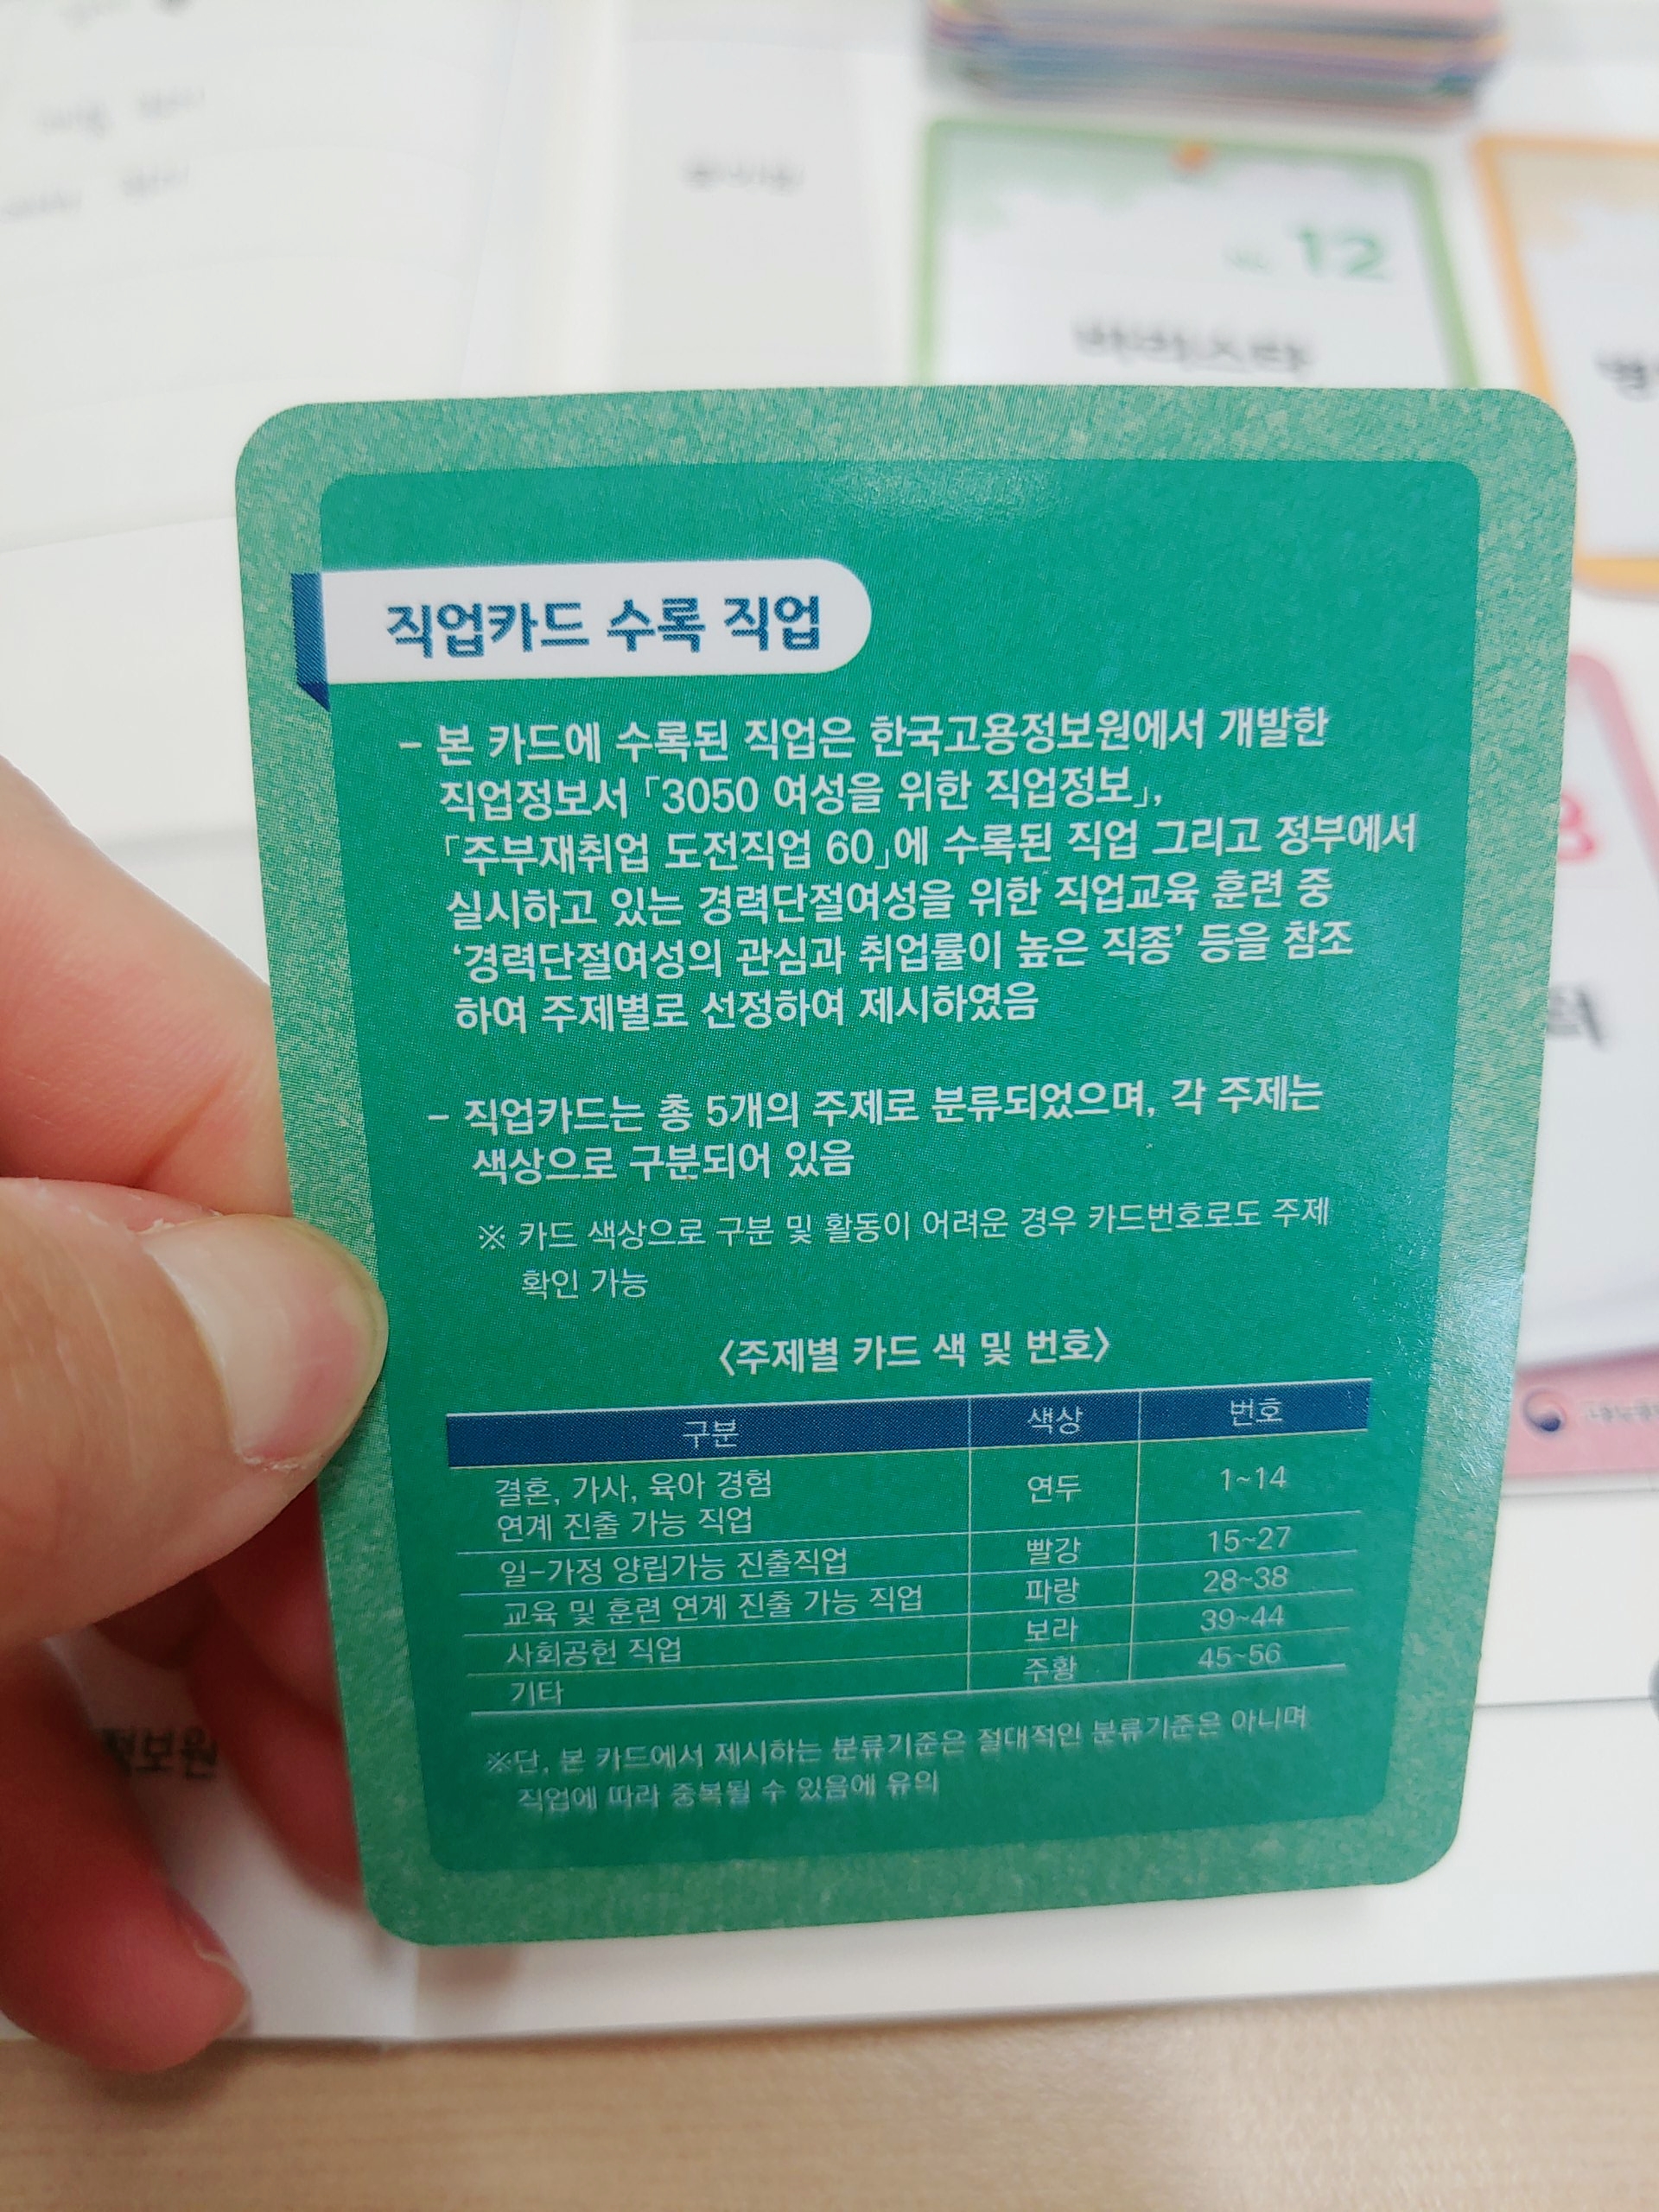 12
바리스타
직업카드 수록 직업
- 본 카드에 수록된 직업은 한국고용정보원에서 개발한
직업정보서 「3050 여성을 위한 직업정보」,
「주부재취업 도전직업 60」에 수록된 직업 그리고 정부에서
실시하고 있는 경력단절여성을 위한 직업교육 훈련 중
‘경력단절여성의 관심과 취업률이 높은 직종’ 등을 참조
하여 주제별로 선정하여 제시하였음
- 직업카드는 총 5개의 주제로 분류되었으며, 각 주제는
색상으로 구분되어 있음
※ 카드 색상으로 구분 및 활동이 어려운 경우 카드번호로도 주제
확인 가능
〈주제별 카드 색 및 번호〉
구분 색상 번호
결혼, 가사, 육아 경험
연계 진출 가능 직업 연두 1~14
일-가정 양립가능 진출직업 빨강 15~27
교육 및 훈련 연계 진출 가능 직업 파랑 28~38
사회공헌 직업 보라 39~44
기타 주황 45~56
※단, 본 카드에서 제시하는 분류기준은 절대적인 분류기준은 아니며
직업에 따라 중복될 수 있음에 유의
터
정보원